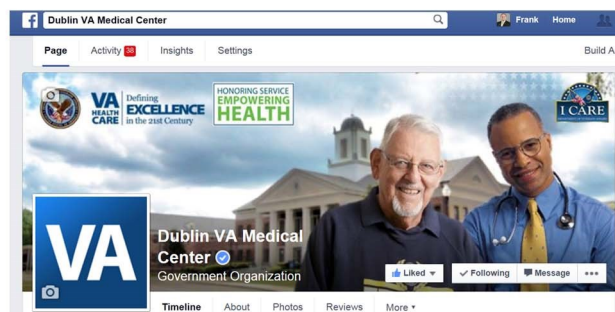 Dublin VA Medical Center
Frank
Home
Page
Activity 38
Insights
Settings
Build A
VA
HEALTH
CARE
Defining
EXCELLENCE
in the 21st Century
HONORING SERVICE
EMPOWERING
HEALTH
I CARE
VA
Dublin VA Medical
Center
Government Organization
Liked
Following
Message
Timeline
About
Photos
Reviews
More